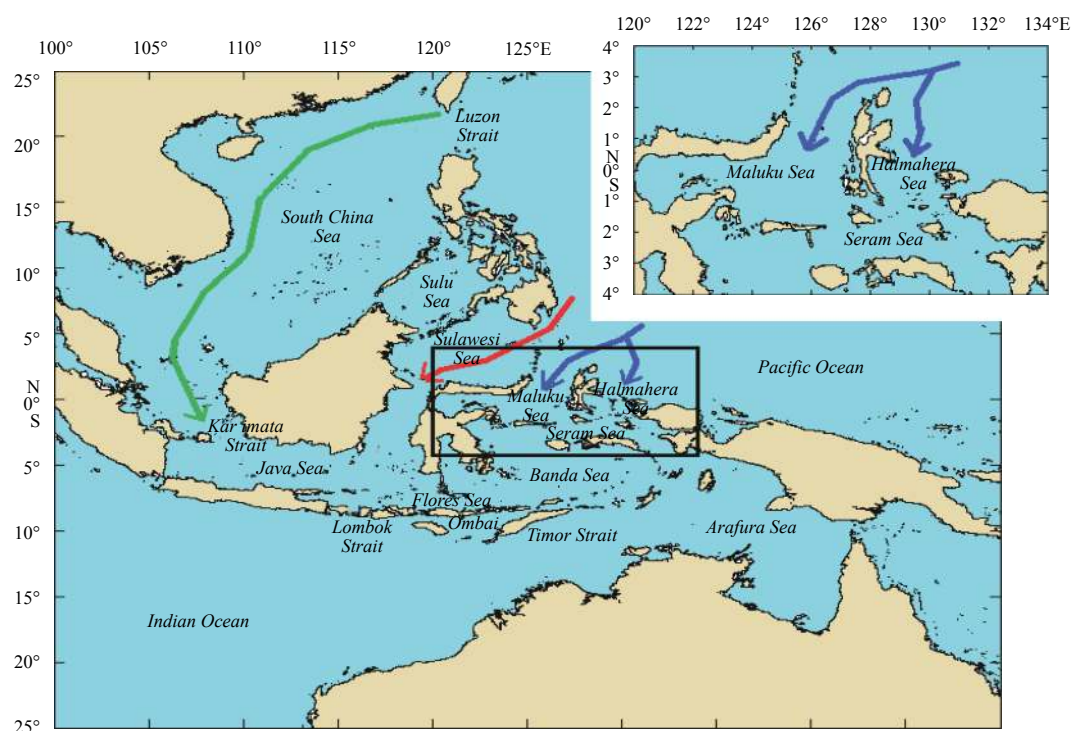 120° 122° 124° 126° 128° 130° 132° 134°E
100° 105° 110° 115° 120° 125°E
4°
3°
2°
1°
N
0°
S
1°
2°
3°
4°
Maluku Sea
Halmahera
Sea
Seram Sea
25°
20°
15°
10°
5°
N
0°
S
5°
10°
15°
20°
25°
Luzon
Strait
South China
Sea
Sulu
Sea
Sulawesi
Sea
Pacific Ocean
Maluku
Sea
Halmahera
Sea
Seram Sea
Kar imata
Strait
Java Sea
Banda Sea
Flores Sea
Ombai
Lombok
Strait
Timor Strait
Arafura Sea
Indian Ocean